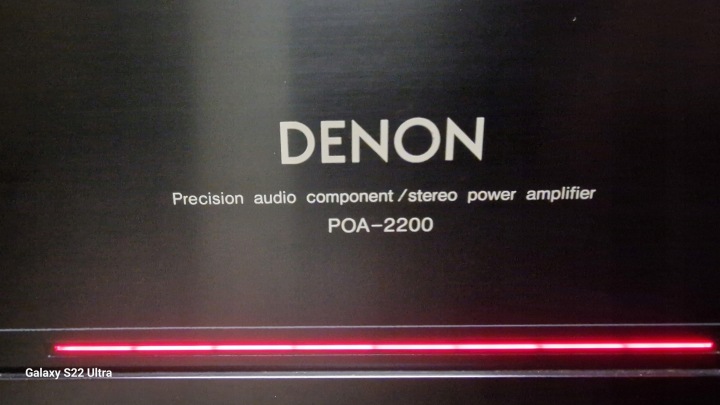 DENON
Precision audio component/stereo power amplifier
POA-2200
Galaxy S22 Ultra